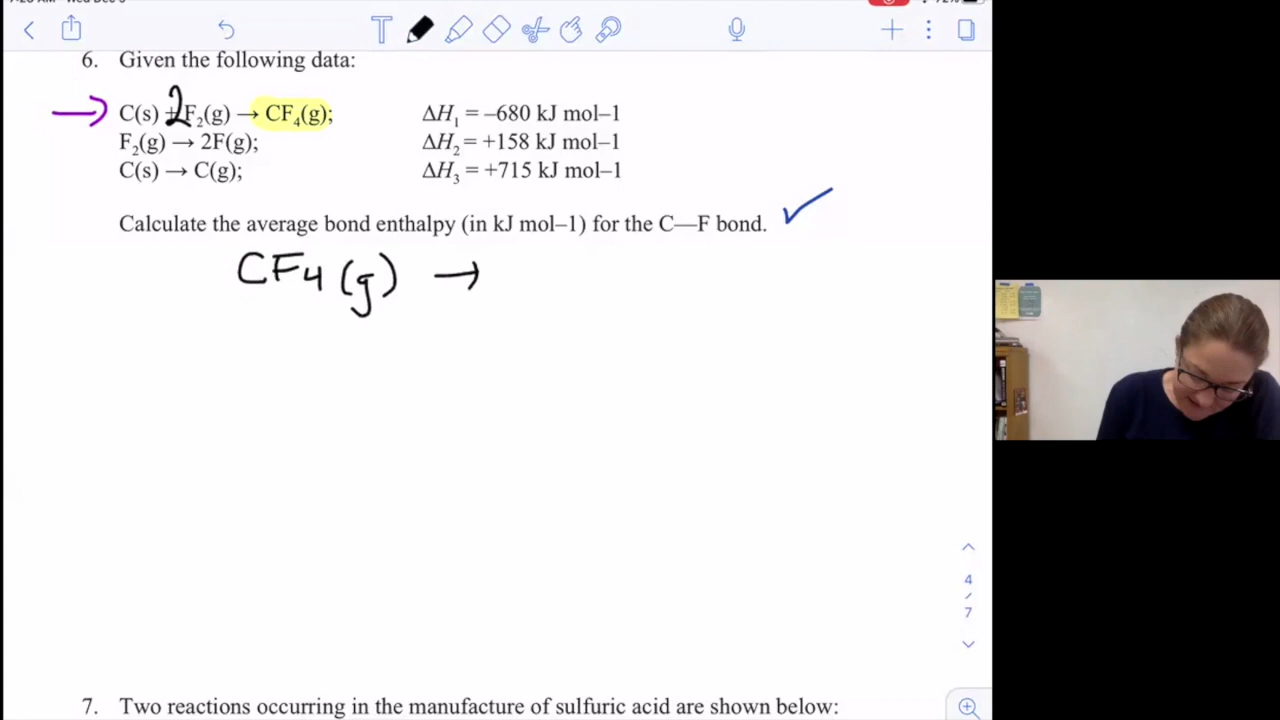 6. Given the following data:
C(s) + 2F₂(g) → CF₄(g); ΔH₁ = –680 kJ mol–1
F₂(g) → 2F(g); ΔH₂ = +158 kJ mol–1
C(s) → C(g); ΔH₃ = +715 kJ mol–1
Calculate the average bond enthalpy (in kJ mol–1) for the C—F bond.
CF4 (g) →
4
/
7
7. Two reactions occurring in the manufacture of sulfuric acid are shown below: